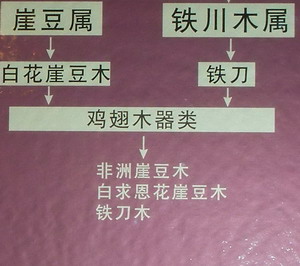 崖豆属 铁川木属
白花崖豆木 铁刀
鸡翅木器类
非洲崖豆木
白求恩花崖豆木
铁刀木